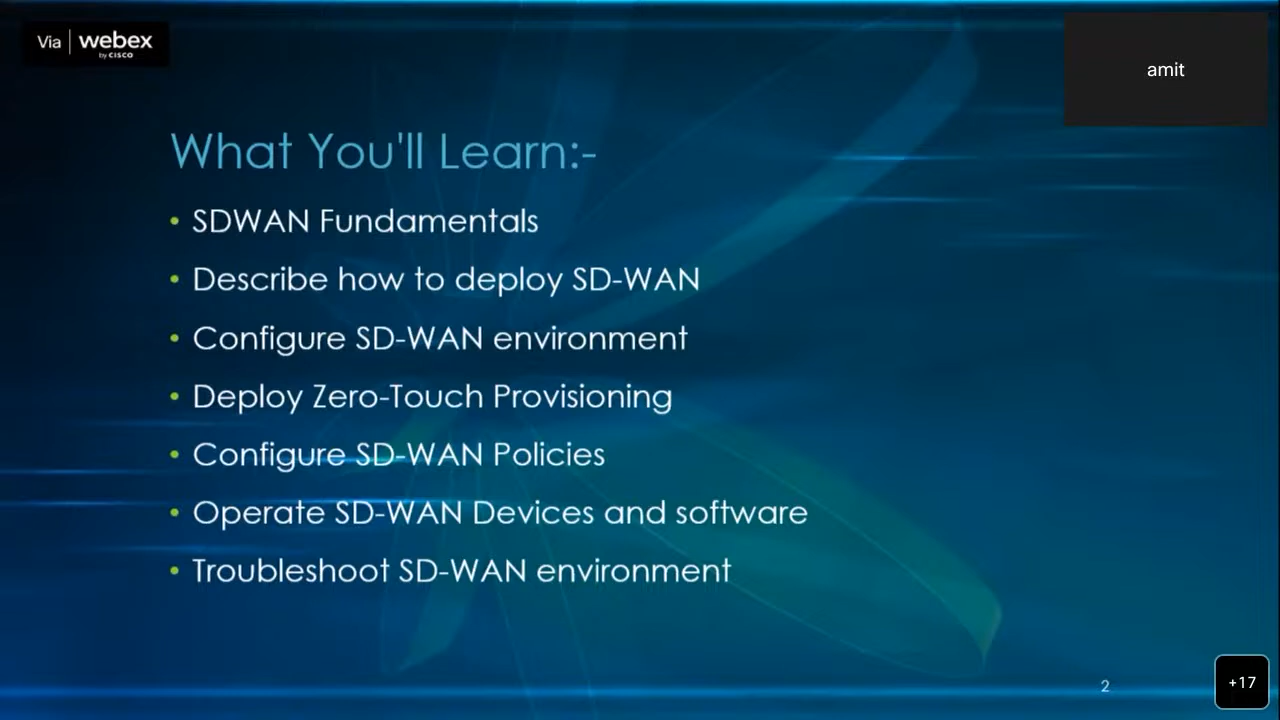 Via webex
by CISCO
amit
What You'll Learn:-
• SDWAN Fundamentals
• Describe how to deploy SD-WAN
• Configure SD-WAN environment
• Deploy Zero-Touch Provisioning
• Configure SD-WAN Policies
• Operate SD-WAN Devices and software
• Troubleshoot SD-WAN environment
2
+17